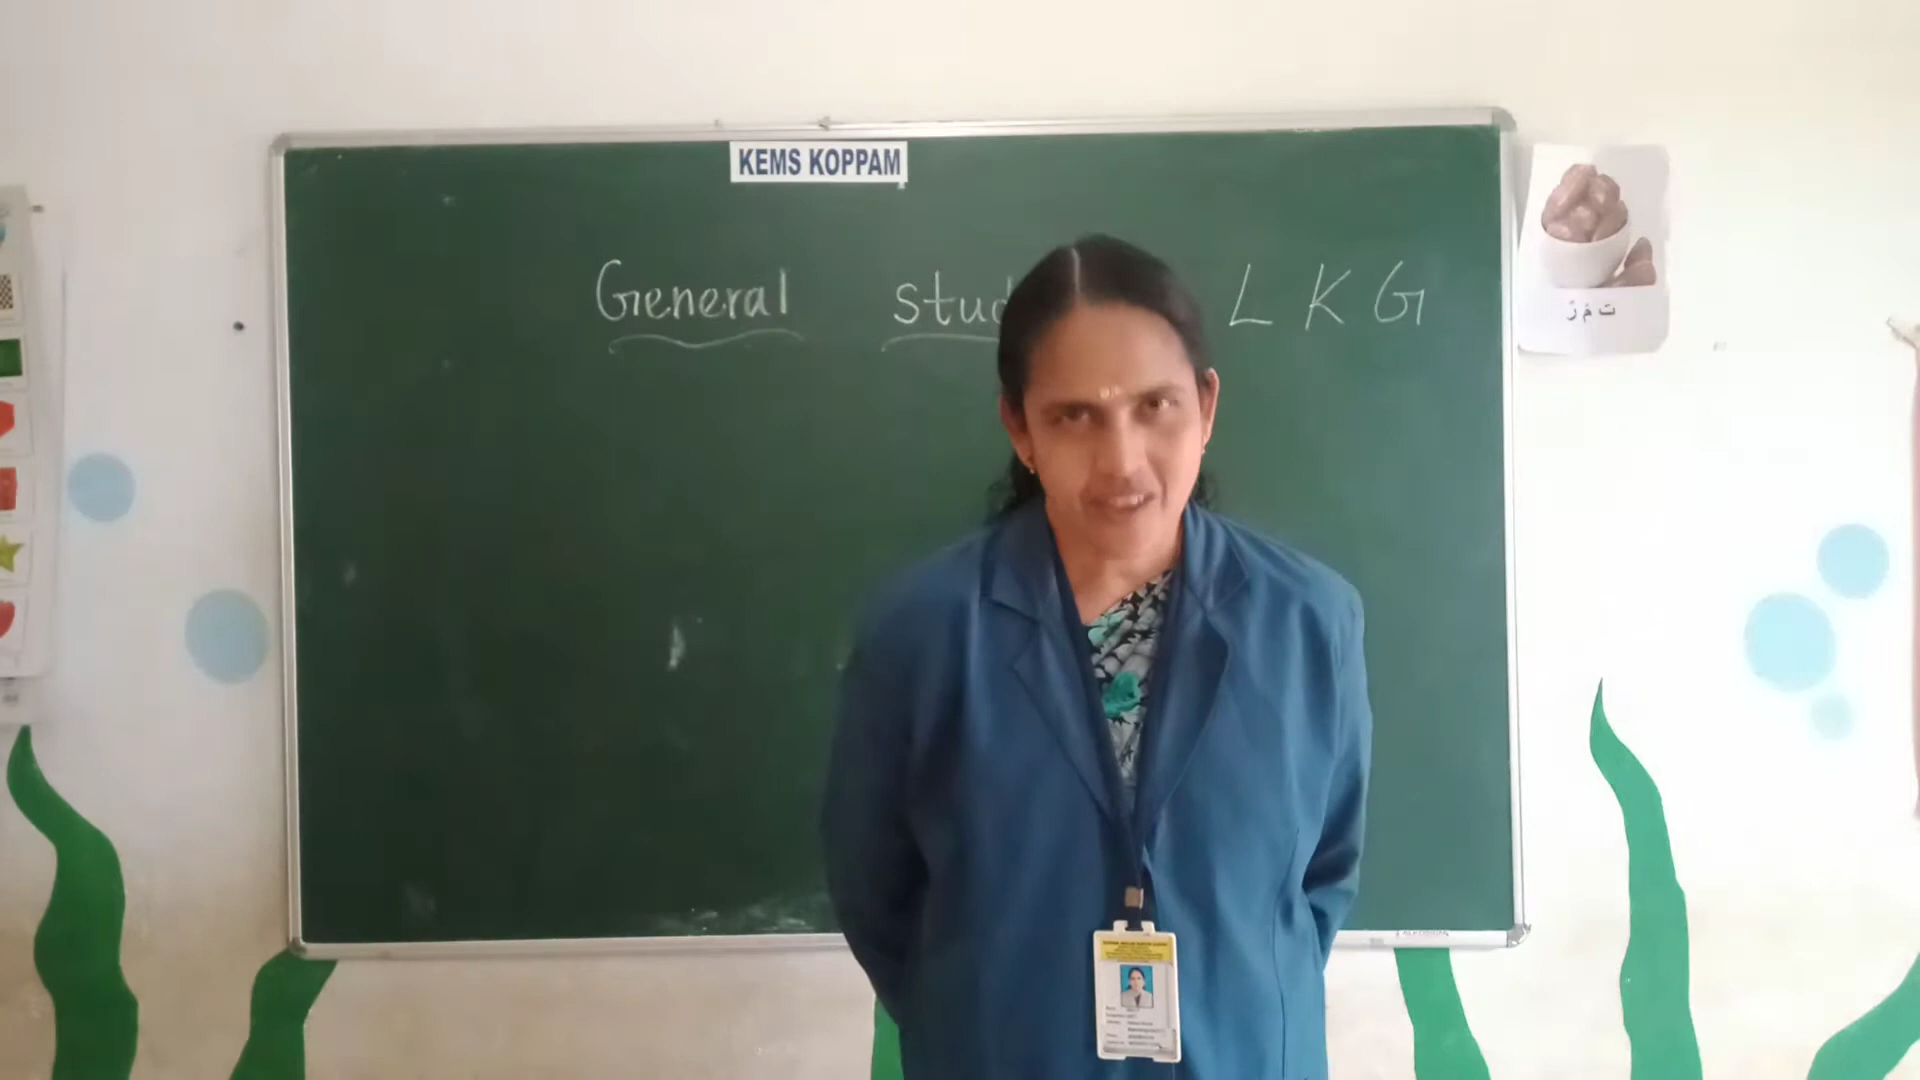 KEMS KOPPAM
General stud LKG
ت مْ رٌ